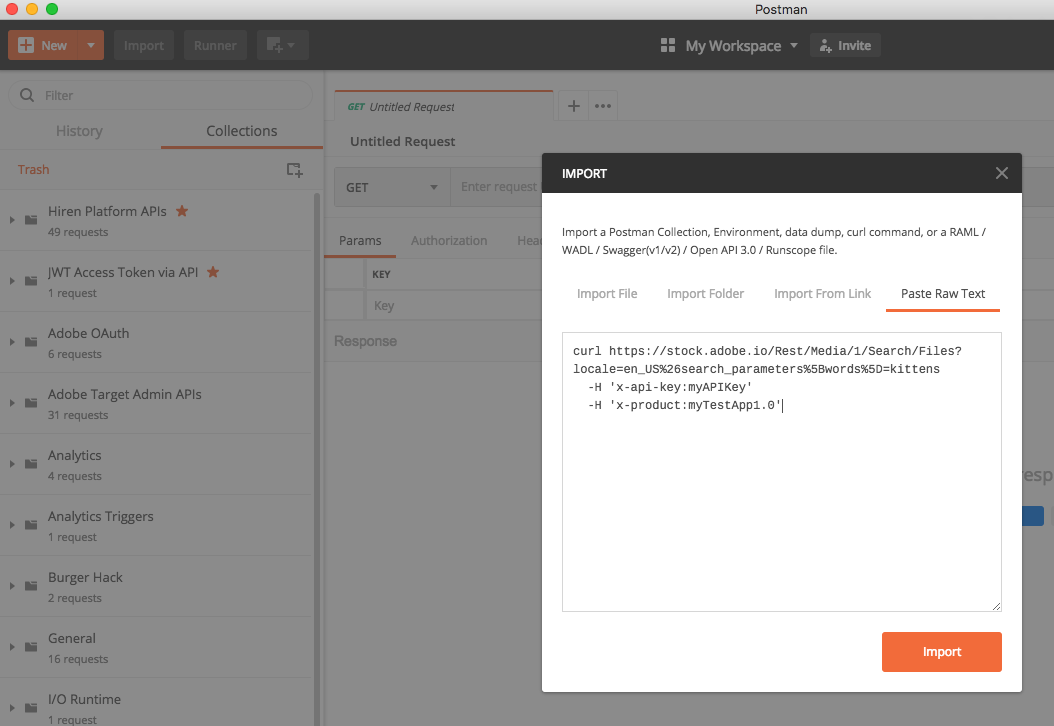 Postman
New
Import
Runner
My Workspace
Invite
Filter
History
Collections
Trash
Hiren Platform APIs
49 requests
JWT Access Token via API
1 request
Adobe OAuth
6 requests
Adobe Target Admin APIs
31 requests
Analytics
4 requests
Analytics Triggers
1 request
Burger Hack
2 requests
General
16 requests
I/O Runtime
1 request
GET Untitled Request
Untitled Request
GET
Enter request
Params
Authorization
KEY
Key
Response
IMPORT
Import a Postman Collection, Environment, data dump, curl command, or a RAML /
WADL / Swagger(v1/v2) / Open API 3.0 / Runscope file.
Import File
Import Folder
Import From Link
Paste Raw Text
curl https://stock.adobe.io/Rest/Media/1/Search/Files?
locale=en_US%26search_parameters%5Bwords%5D=kittens
-H 'x-api-key:myAPIKey'
-H 'x-product:myTestApp1.0'
Import